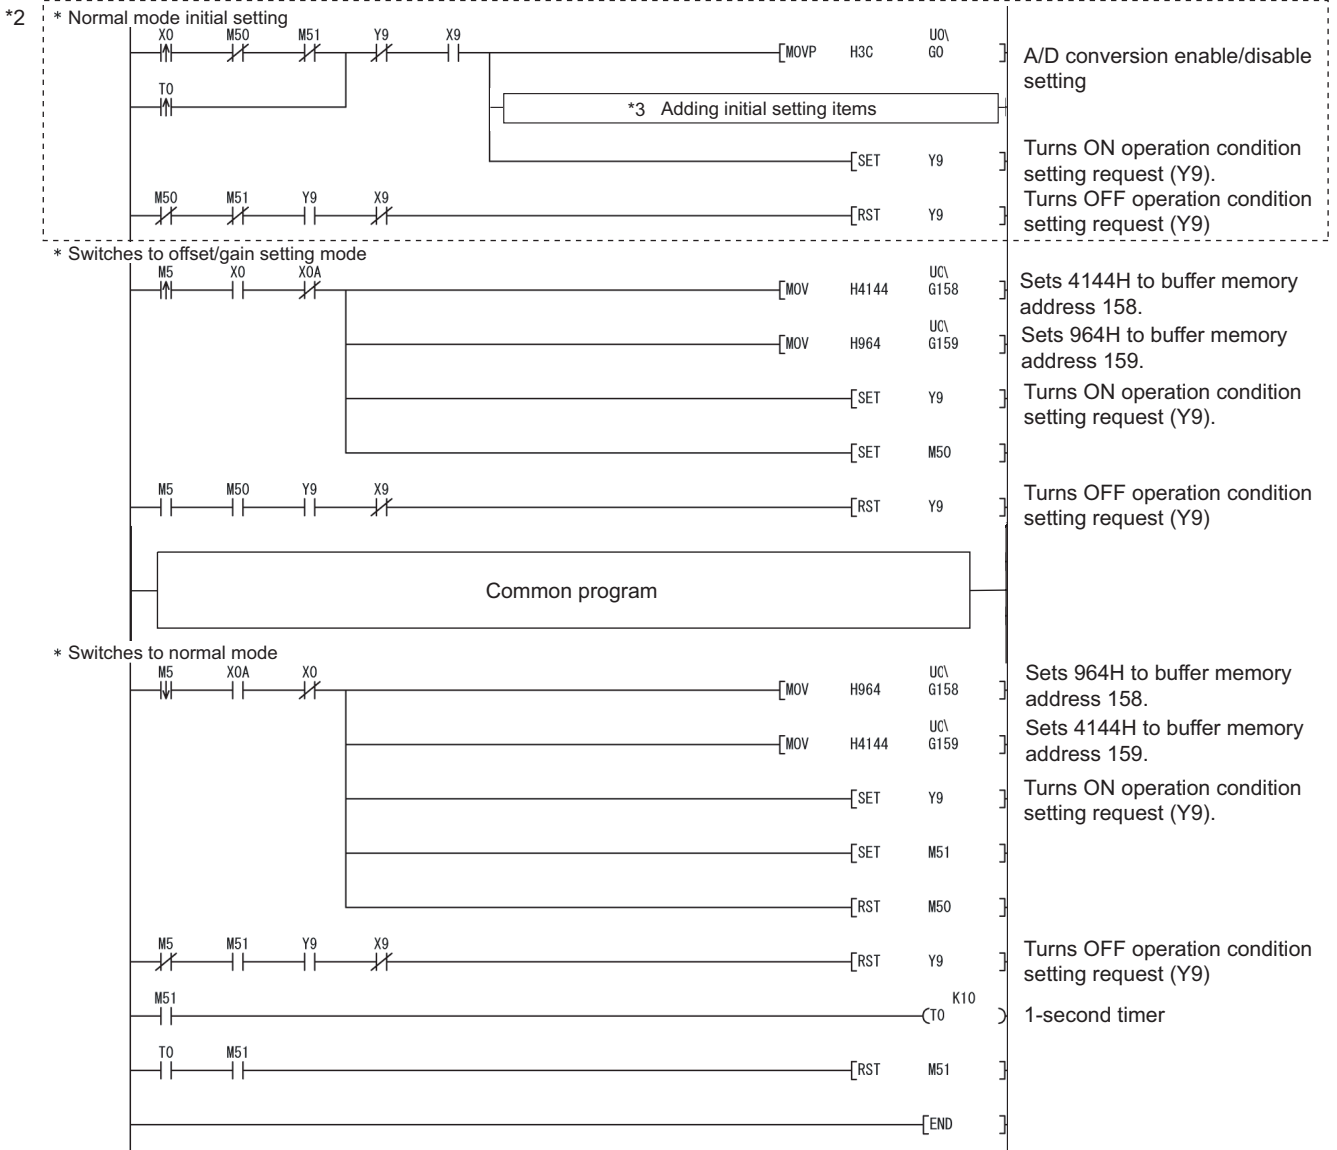 *2
* Normal mode initial setting
X0 M50 M51 Y9 X9 U0\
MOVP H3C G0
A/D conversion enable/disable
setting
T0
*3 Adding initial setting items
SET Y9
Turns ON operation condition
setting request (Y9).
M50 M51 Y9 X9
RST Y9
Turns OFF operation condition
setting request (Y9)
* Switches to offset/gain setting mode
M5 X0 X0A U0\
MOV H4144 G158
Sets 4144H to buffer memory
address 158.
U0\
MOV H964 G159
Sets 964H to buffer memory
address 159.
SET Y9
Turns ON operation condition
setting request (Y9).
SET M50
M5 M50 Y9 X9
RST Y9
Turns OFF operation condition
setting request (Y9)
Common program
* Switches to normal mode
M5 X0A X0 U0\
MOV H964 G158
Sets 964H to buffer memory
address 158.
U0\
MOV H4144 G159
Sets 4144H to buffer memory
address 159.
SET Y9
Turns ON operation condition
setting request (Y9).
SET M51
RST M50
M5 M51 Y9 X9
RST Y9
Turns OFF operation condition
setting request (Y9)
M51 K10
T0
1-second timer
T0 M51
RST M51
END